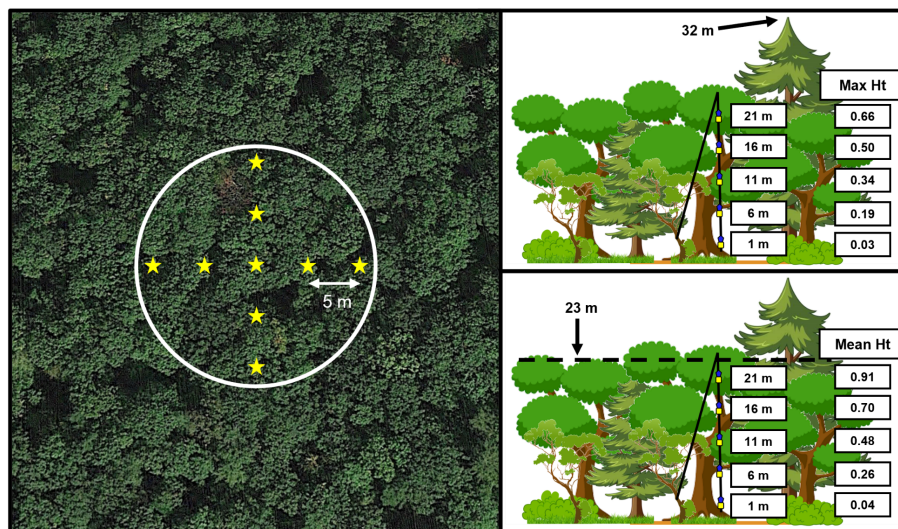 5 m
32 m
Max Ht
21 m 0.66
16 m 0.50
11 m 0.34
6 m 0.19
1 m 0.03
23 m
Mean Ht
21 m 0.91
16 m 0.70
11 m 0.48
6 m 0.26
1 m 0.04